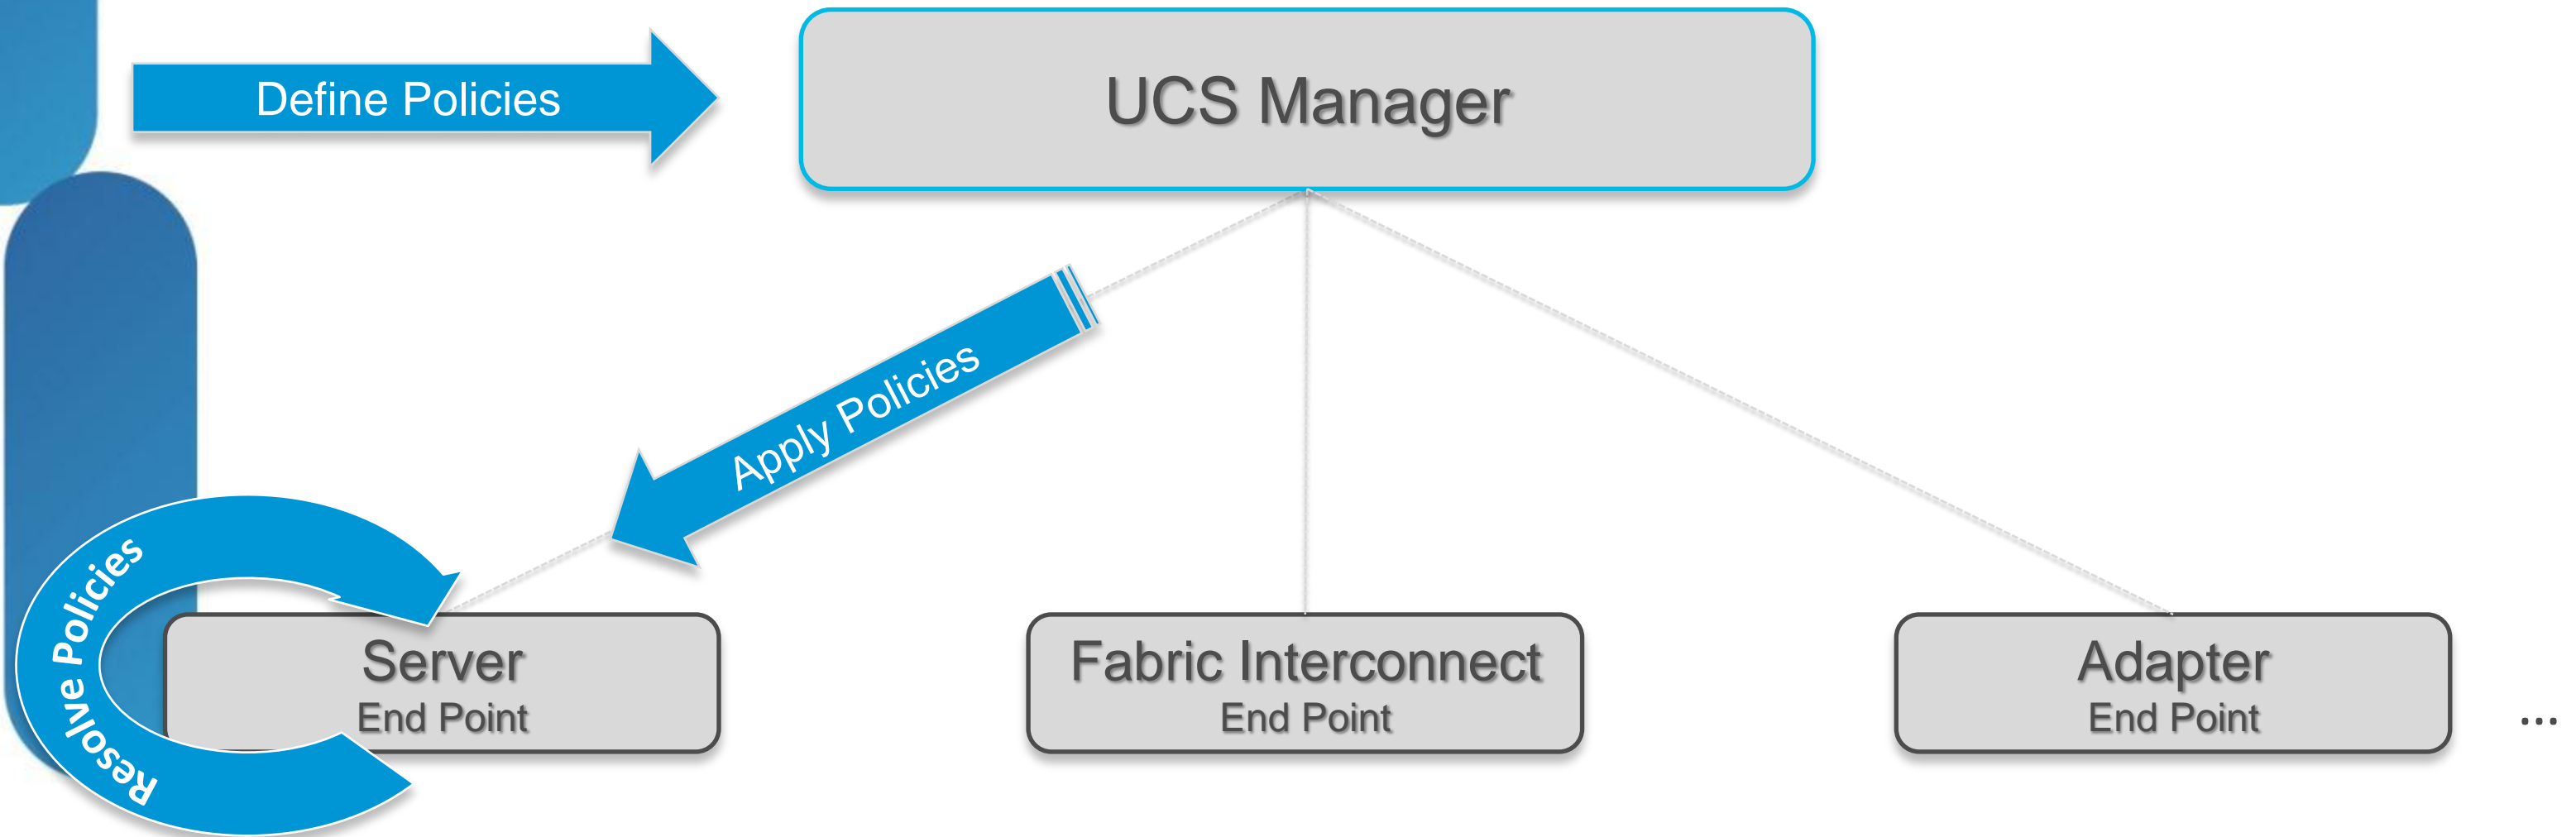 Define Policies
UCS Manager
Apply Policies
Resolve Policies
Server
End Point
Fabric Interconnect
End Point
Adapter
End Point
...